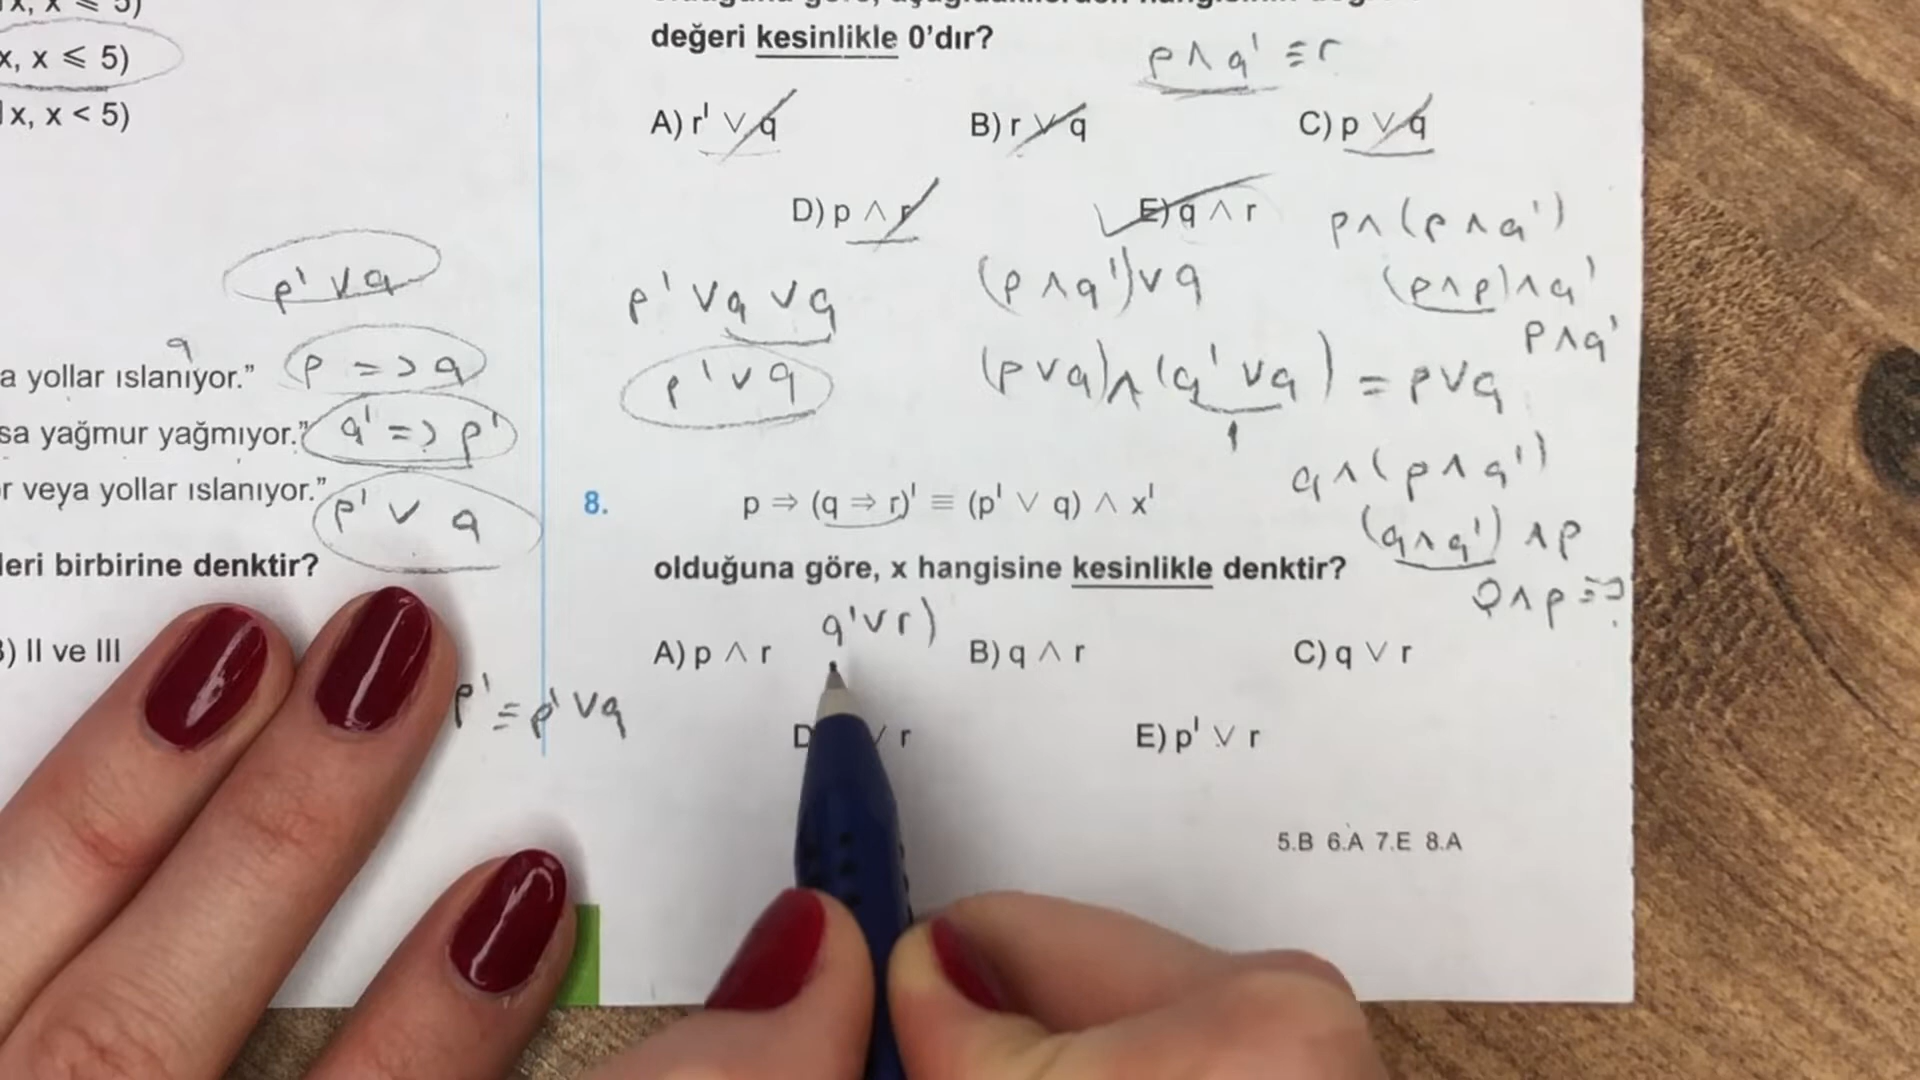 x, x ⩽ 5)
x, x < 5)
p' ∨ q
q
a yollar ıslanıyor.” p => q
sa yağmur yağmıyor.” q' => p'
r veya yollar ıslanıyor.” p' ∨ q
leri birbirine denktir?
) II ve III
p' ≡ p' ∨ q
değeri kesinlikle 0’dır?
p ∧ q' ≡ r
A) r' ∨ q B) r ∨ q C) p ∨ q
D) p ∧ r E) q ∧ r
p ∧ (p ∧ q')
(p ∧ p) ∧ q'
p ∧ q'
p' ∨ q ∨ q
p' ∨ q
(p ∧ q') ∨ q
(p ∨ q) ∧ (q' ∨ q) = p ∨ q
1
q ∧ (p ∧ q')
(q ∧ q') ∧ p
0 ∧ p ≡ ?
8. p ⇒ (q ⇒ r)' ≡ (p' ∨ q) ∧ x'
olduğuna göre, x hangisine kesinlikle denktir?
q' ∨ r)
A) p ∧ r B) q ∧ r C) q ∨ r
D ∨ r E) p' ∨ r
5.B 6.A 7.E 8.A